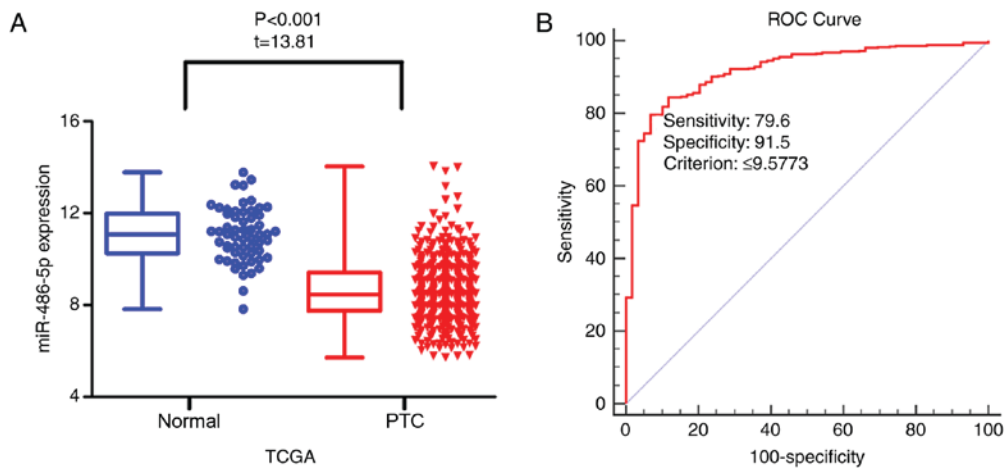 A
P<0.001
t=13.81
miR-486-5p expression
16
12
8
4
Normal
PTC
TCGA
B
ROC Curve
Sensitivity
100
80
60
40
20
0
Sensitivity: 79.6
Specificity: 91.5
Criterion: ≤9.5773
0 20 40 60 80 100
100-specificity